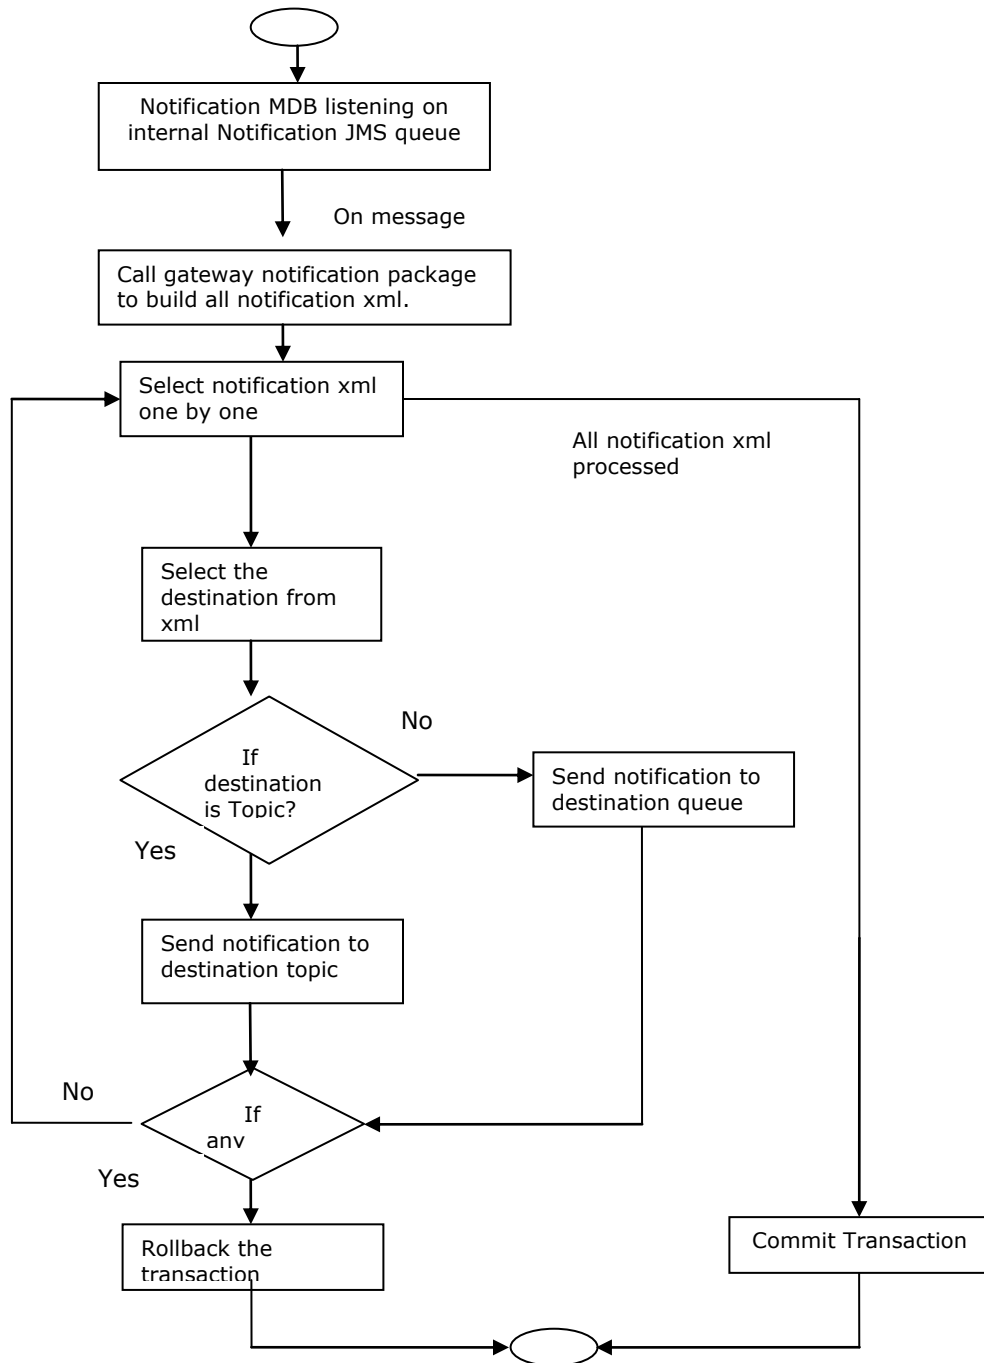 Notification MDB listening on
internal Notification JMS queue
On message
Call gateway notification package
to build all notification xml.
Select notification xml
one by one
All notification xml
processed
Select the
destination from
xml
No
If
destination
is Topic?
Send notification to
destination queue
Yes
Send notification to
destination topic
No
If
any
Yes
Rollback the
transaction
Commit Transaction